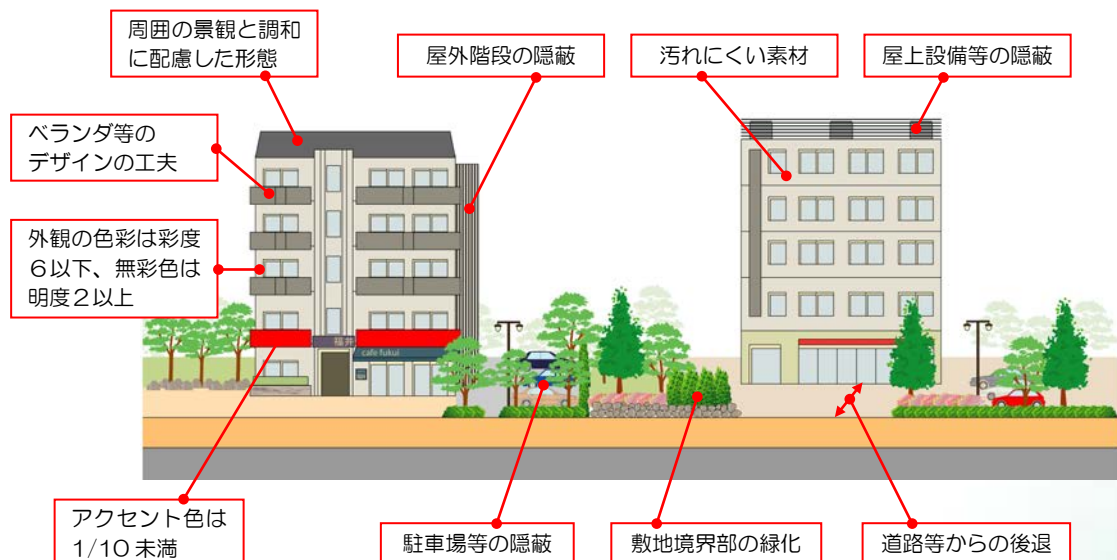 周囲の景観と調和
に配慮した形態
屋外階段の隠蔽
汚れにくい素材
屋上設備等の隠蔽
ベランダ等の
デザインの工夫
外観の色彩は彩度
6以下、無彩色は
明度2以上
福井
cafe fukui
アクセント色は
1/10 未満
駐車場等の隠蔽
敷地境界部の緑化
道路等からの後退